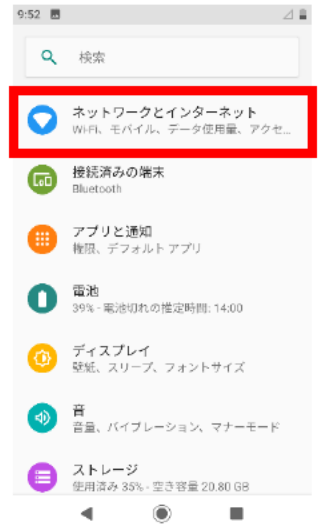 9:52
検索
ネットワークとインターネット
Wi-Fi、モバイル、データ使用量、アクセ...
接続済みの端末
Bluetooth
アプリと通知
権限、デフォルト アプリ
電池
39% - 電池切れの推定時間: 14:00
ディスプレイ
壁紙、スリープ、フォントサイズ
音
音量、バイブレーション、マナーモード
ストレージ
使用済み 35% - 空き容量 20.80 GB